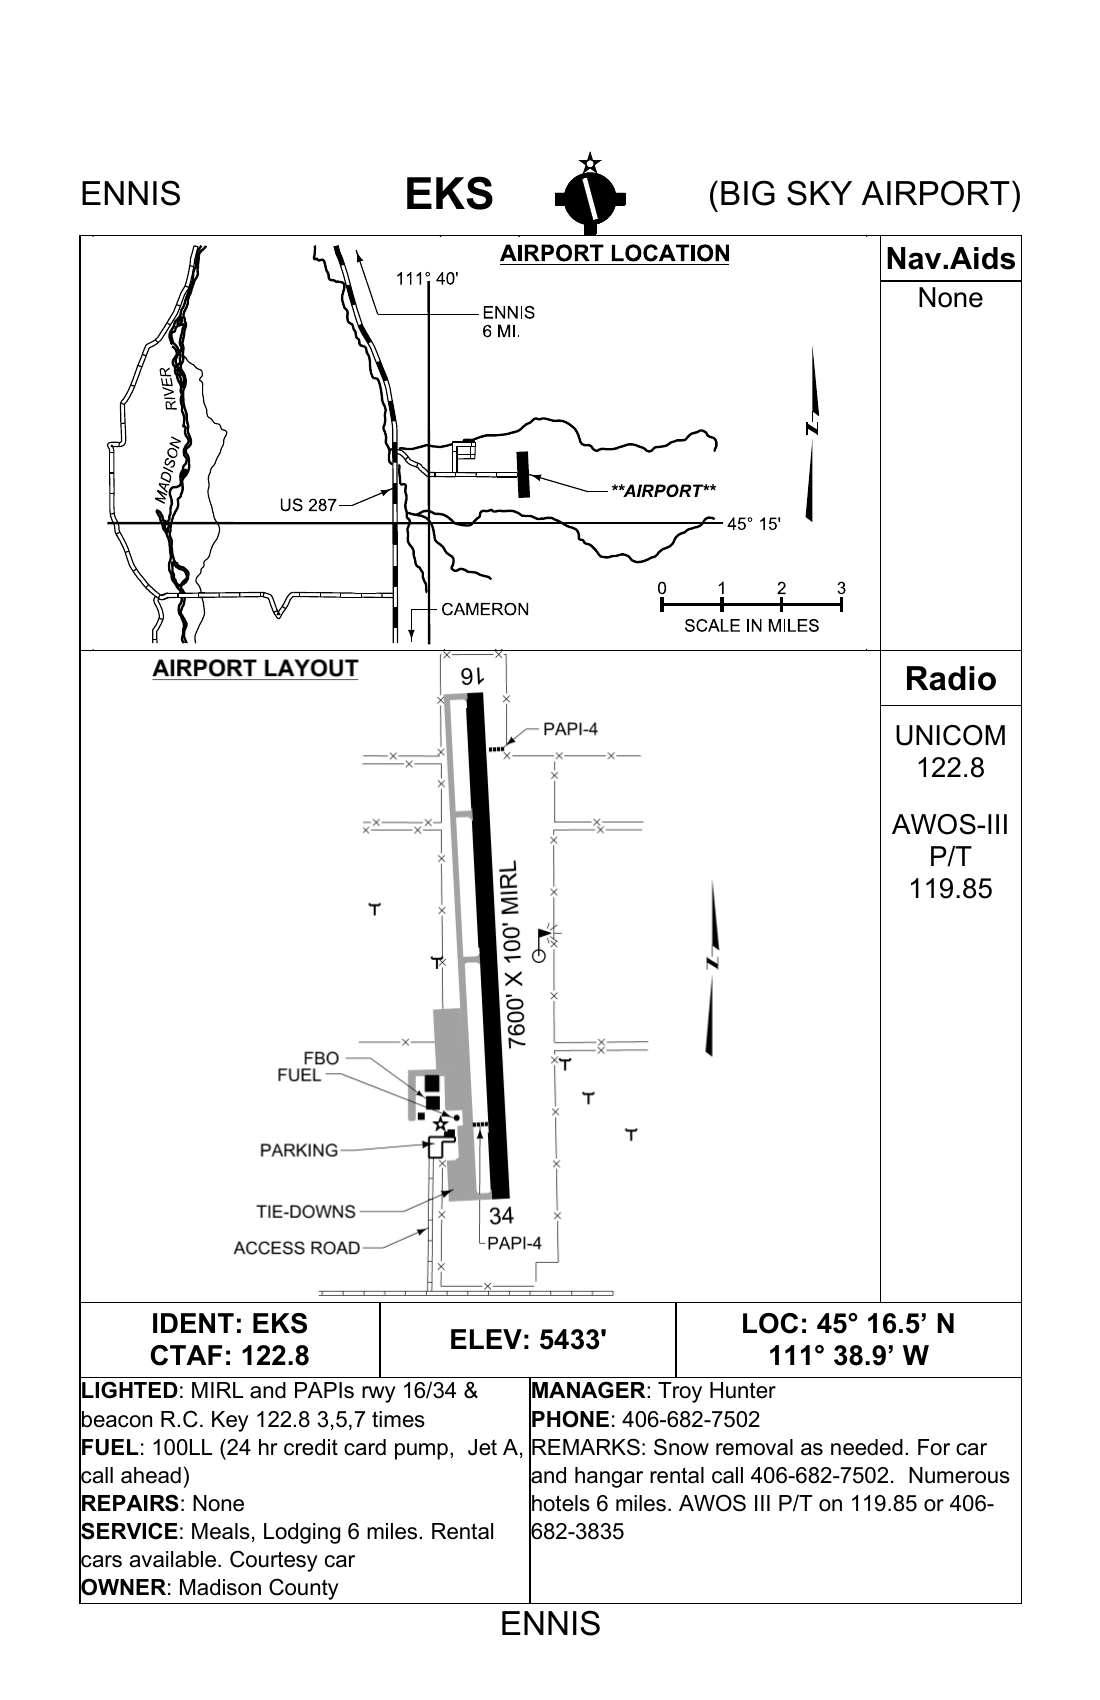 ENNIS EKS (BIG SKY AIRPORT)
AIRPORT LOCATION
111° 40'
ENNIS
6 MI.
MADISON RIVER
N
US 287
**AIRPORT**
45° 15'
0 1 2 3
SCALE IN MILES
CAMERON
Nav.Aids
None
AIRPORT LAYOUT
16
PAPI-4
7600' X 100' MIRL
N
FBO
FUEL
PARKING
TIE-DOWNS
34
PAPI-4
ACCESS ROAD
Radio
UNICOM
122.8
AWOS-III
P/T
119.85
IDENT: EKS
CTAF: 122.8
ELEV: 5433'
LOC: 45° 16.5’ N
111° 38.9’ W
LIGHTED: MIRL and PAPIs rwy 16/34 &
beacon R.C. Key 122.8 3,5,7 times
FUEL: 100LL (24 hr credit card pump,  Jet A,
call ahead)
REPAIRS: None
SERVICE: Meals, Lodging 6 miles. Rental
cars available. Courtesy car
OWNER: Madison County
MANAGER: Troy Hunter
PHONE: 406-682-7502
REMARKS: Snow removal as needed. For car
and hangar rental call 406-682-7502.  Numerous
hotels 6 miles. AWOS III P/T on 119.85 or 406-
682-3835
ENNIS